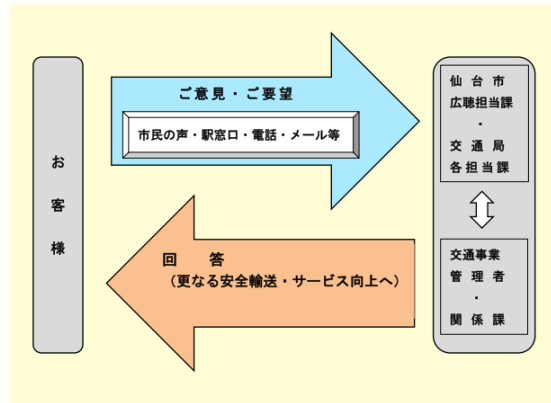 お客様
ご意見・ご要望
市民の声・駅窓口・電話・メール等
仙台市
広聴担当課
・
交通局
各担当課
回　答
（更なる安全輸送・サービス向上へ）
交通事業
管理者
・
関係課